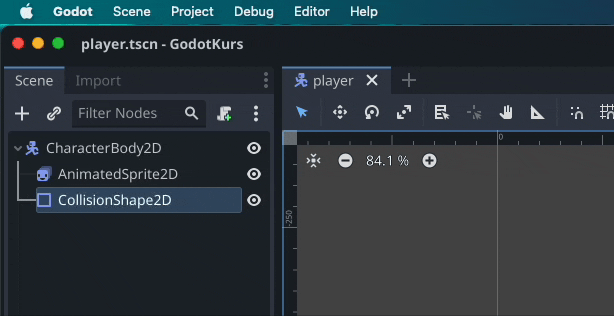 Godot Scene Project Debug Editor Help
player.tscn - GodotKurs
Scene Import
player
Filter Nodes
CharacterBody2D
AnimatedSprite2D
CollisionShape2D
0
84.1 %
-250